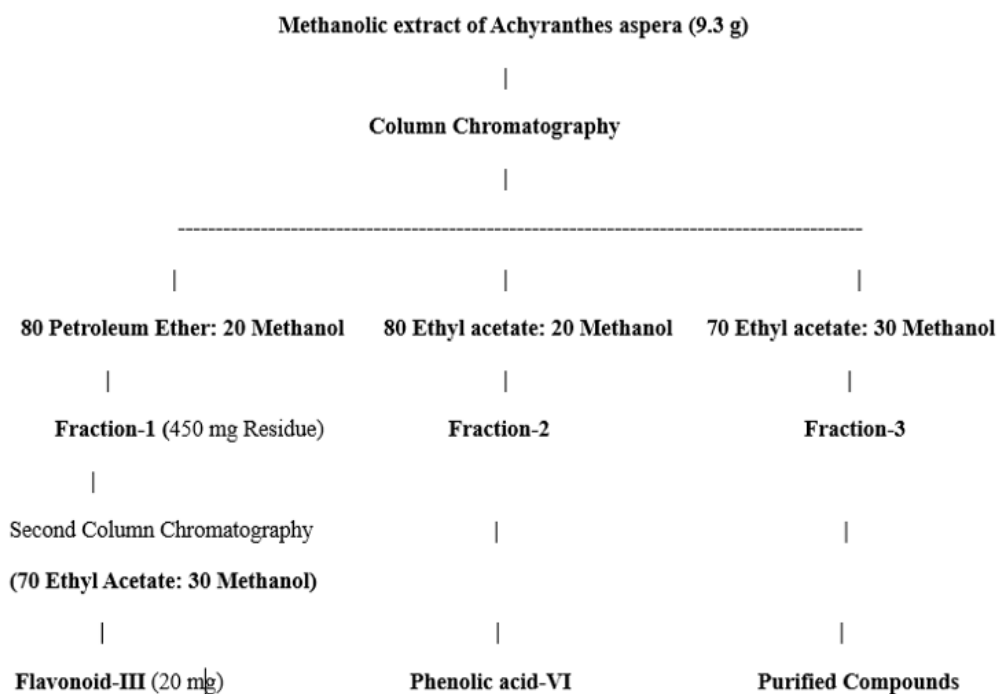 Methanolic extract of Achyranthes aspera (9.3 g)
|
Column Chromatography
|
-------------------------------------------------------------------------------------------
| | |
80 Petroleum Ether: 20 Methanol 80 Ethyl acetate: 20 Methanol 70 Ethyl acetate: 30 Methanol
| | |
Fraction-1 (450 mg Residue) Fraction-2 Fraction-3
|
Second Column Chromatography | |
(70 Ethyl Acetate: 30 Methanol)
| | |
Flavonoid-III (20 mg) Phenolic acid-VI Purified Compounds